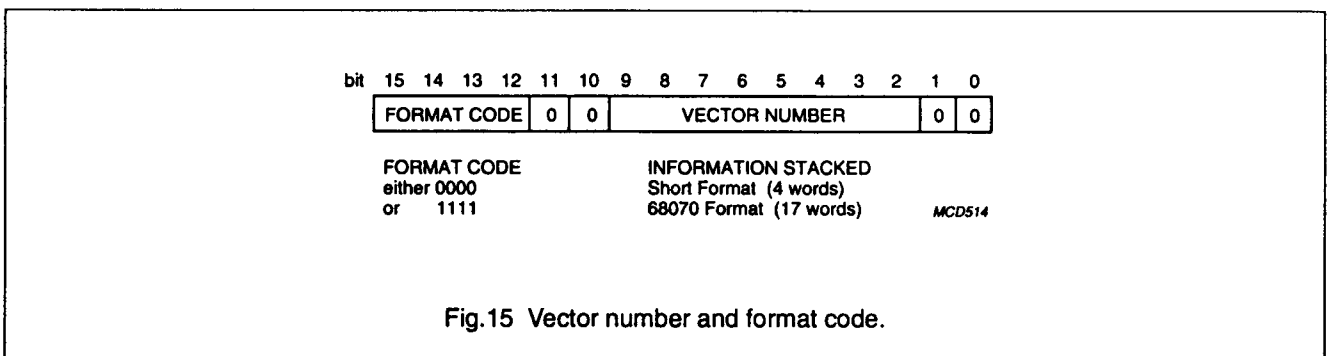 bit 15 14 13 12 11 10 9 8 7 6 5 4 3 2 1 0
FORMAT CODE 0 0 VECTOR NUMBER 0 0
FORMAT CODE INFORMATION STACKED
either 0000 Short Format (4 words)
or 1111 68070 Format (17 words) MCD514
Fig.15 Vector number and format code.